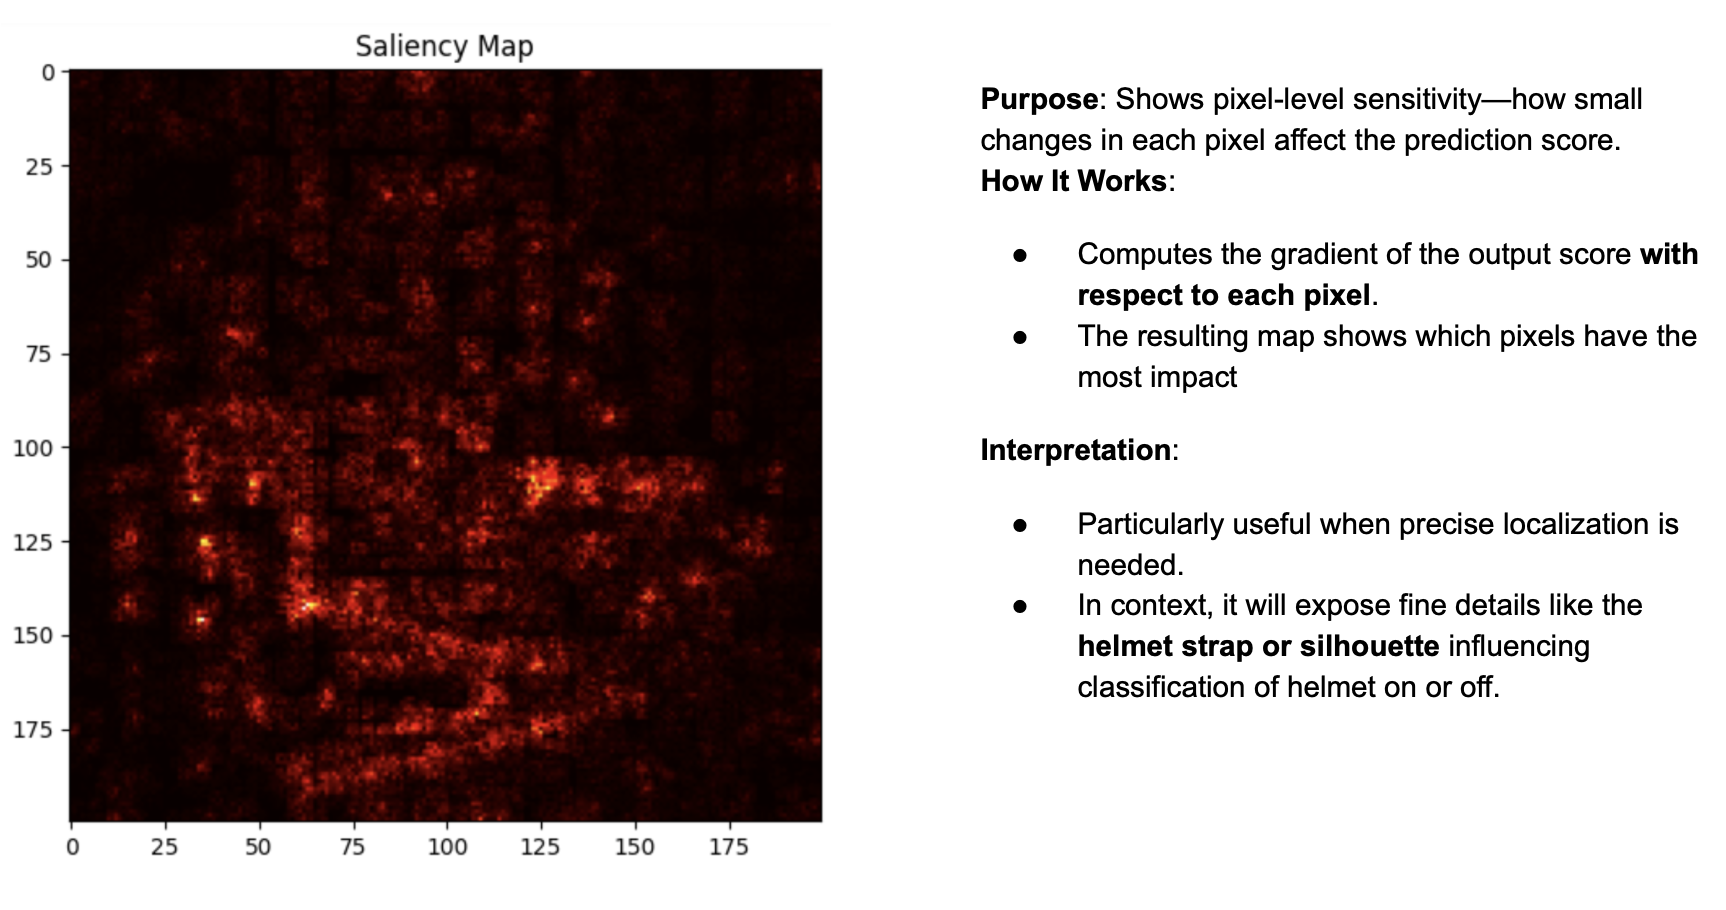 Saliency Map
0
25
50
75
100
125
150
175
0 25 50 75 100 125 150 175
Purpose: Shows pixel-level sensitivity—how small
changes in each pixel affect the prediction score.
How It Works:
● Computes the gradient of the output score with
respect to each pixel.
● The resulting map shows which pixels have the
most impact
Interpretation:
● Particularly useful when precise localization is
needed.
● In context, it will expose fine details like the
helmet strap or silhouette influencing
classification of helmet on or off.